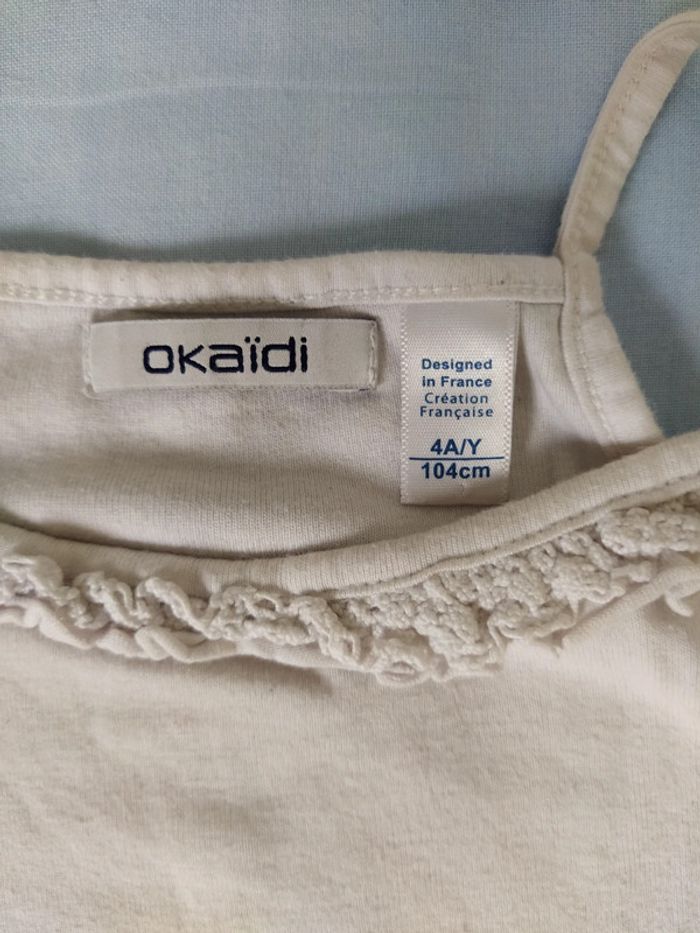 okaïdi
Designed
in France
Création
Française
4A/Y
104cm